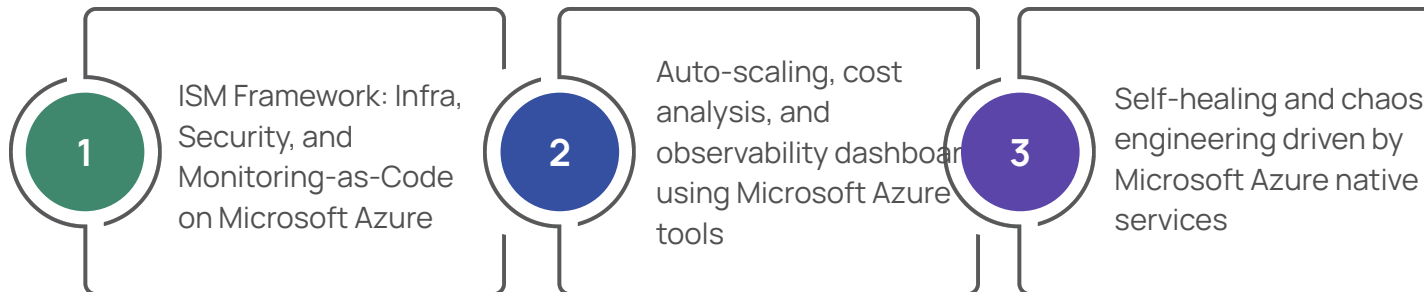 1
ISM Framework: Infra,
Security, and
Monitoring-as-Code
on Microsoft Azure
2
Auto-scaling, cost
analysis, and
observability dashboar
using Microsoft Azure
tools
3
Self-healing and chaos
engineering driven by
Microsoft Azure native
services